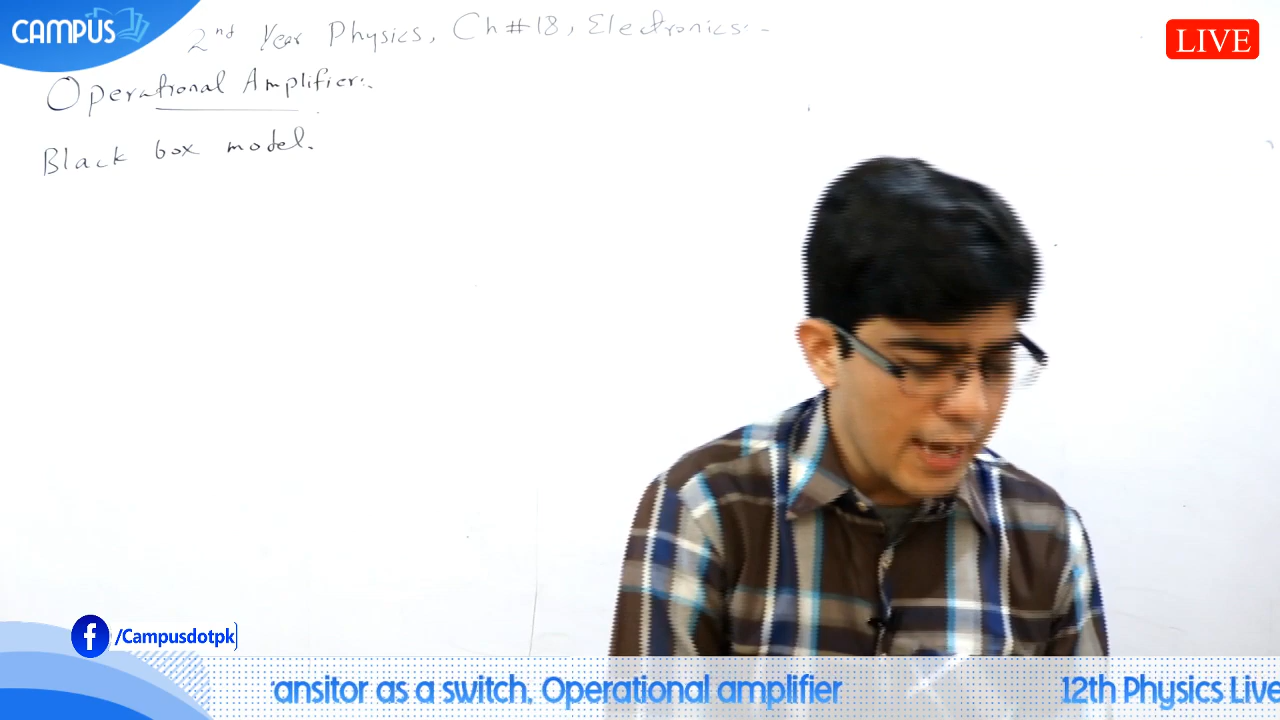 CAMPUS
2nd Year Physics, Ch#18, Electronics:-
LIVE
Operational Amplifier:.
Black box model.
/Campusdotpk
ansitor as a switch, Operational amplifier
12th Physics Live